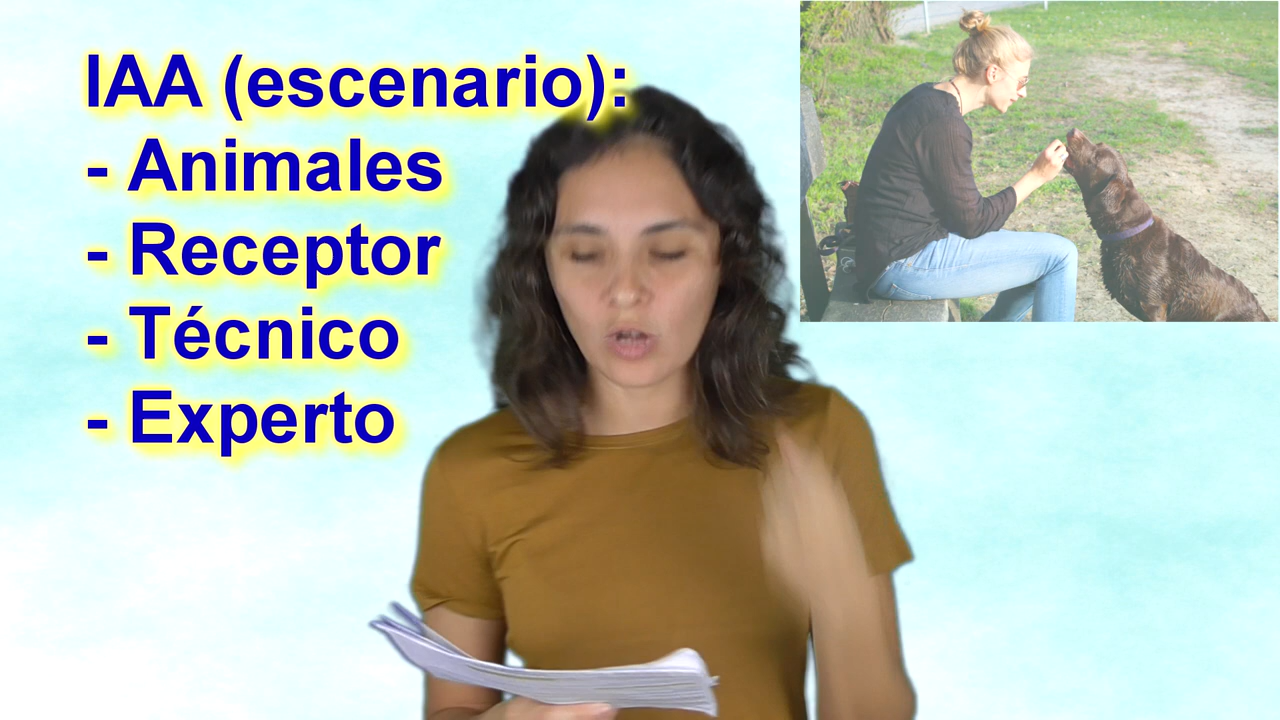 IAA (escenario):
- Animales
- Receptor
- Técnico
- Experto